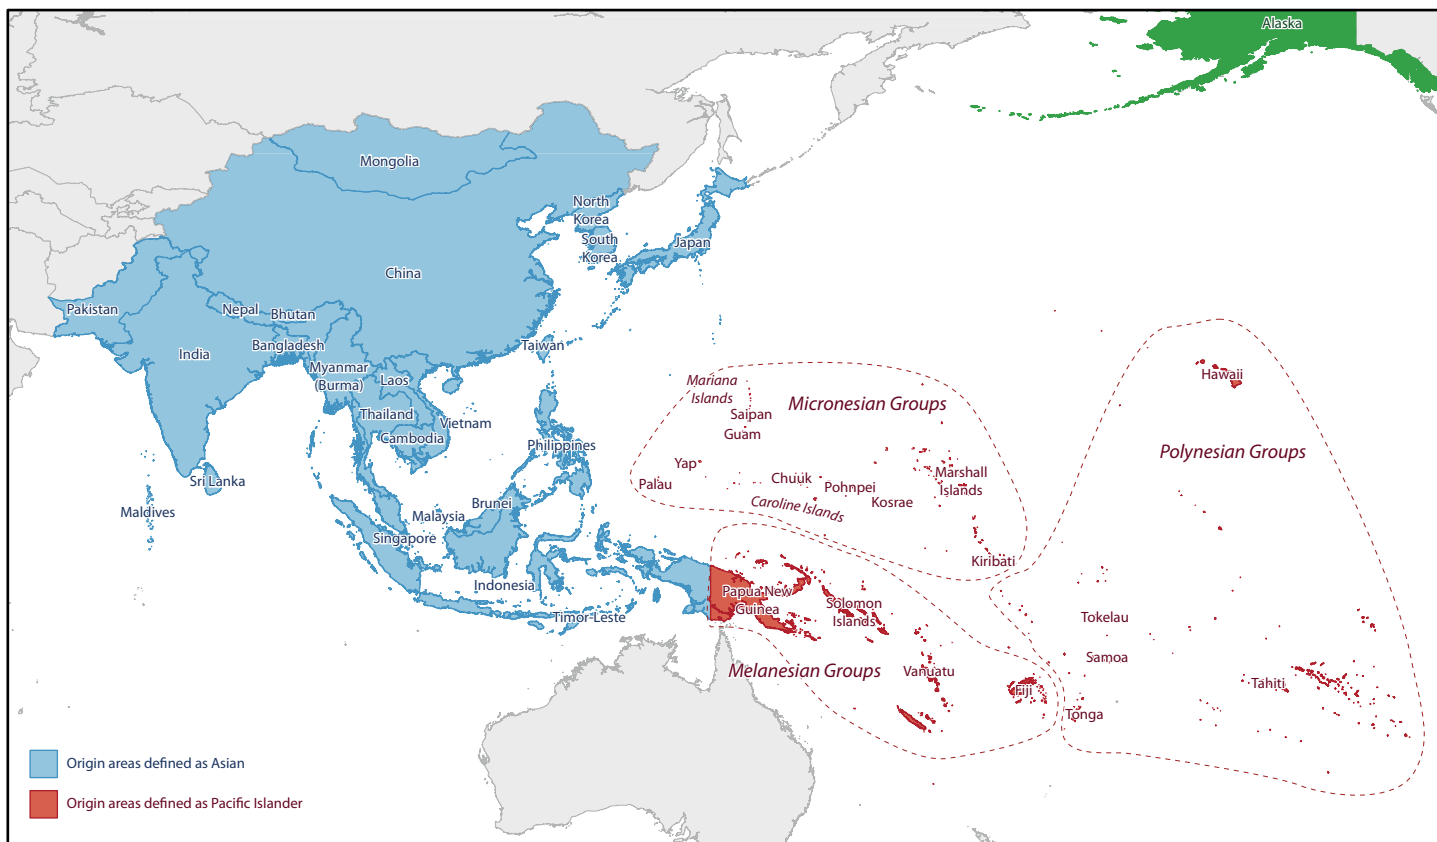 Alaska
Mongolia
North
Korea
South
Korea
Japan
China
Pakistan
Nepal
Bhutan
India
Bangladesh
Taiwan
Myanmar
(Burma)
Laos
Thailand
Vietnam
Cambodia
Philippines
Sri Lanka
Maldives
Brunei
Malaysia
Singapore
Indonesia
Timor-Leste
Mariana
Islands
Saipan
Guam
Micronesian Groups
Yap
Palau
Chuuk
Pohnpei
Caroline Islands
Kosrae
Marshall
Islands
Kiribati
Hawaii
Polynesian Groups
Papua New
Guinea
Solomon
Islands
Melanesian Groups
Vanuatu
Fiji
Tokelau
Samoa
Tonga
Tahiti
Origin areas defined as Asian
Origin areas defined as Pacific Islander